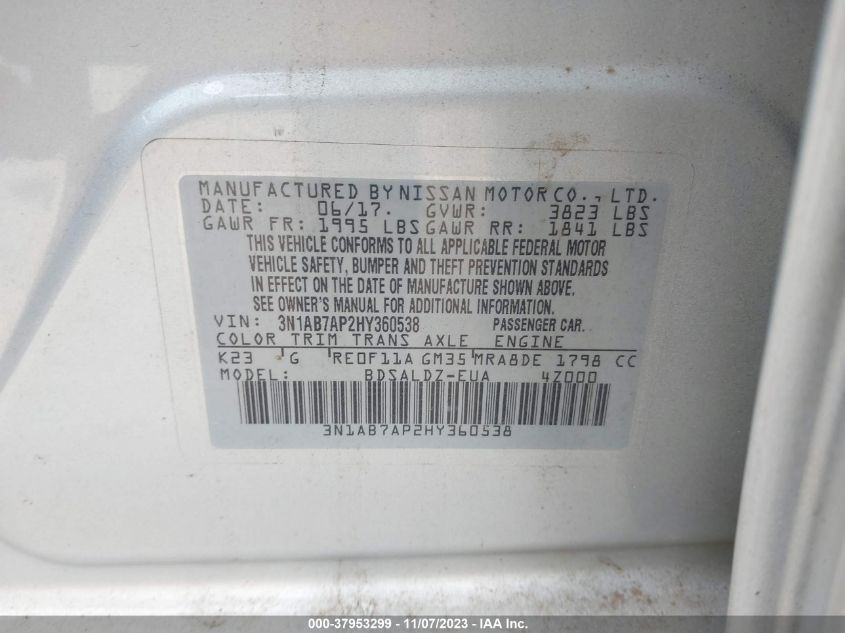 MANUFACTURED BY NISSAN MOTOR CO., LTD.
DATE: 06/17. GVWR: 3823 LBS
GAWR FR: 1995 LBS GAWR RR: 1841 LBS
THIS VEHICLE CONFORMS TO ALL APPLICABLE FEDERAL MOTOR
VEHICLE SAFETY, BUMPER AND THEFT PREVENTION STANDARDS
IN EFFECT ON THE DATE OF MANUFACTURE SHOWN ABOVE.
SEE OWNER'S MANUAL FOR ADDITIONAL INFORMATION.
VIN: 3N1AB7AP2HY360538 PASSENGER CAR.
COLOR TRIM TRANS AXLE ENGINE
K23 G RE0F11A GM35 MRA8DE 1798 CC
MODEL: BDSALDZ-EUA 4Z000
3N1AB7AP2HY360538
000-37953299 - 11/07/2023 - IAA Inc.